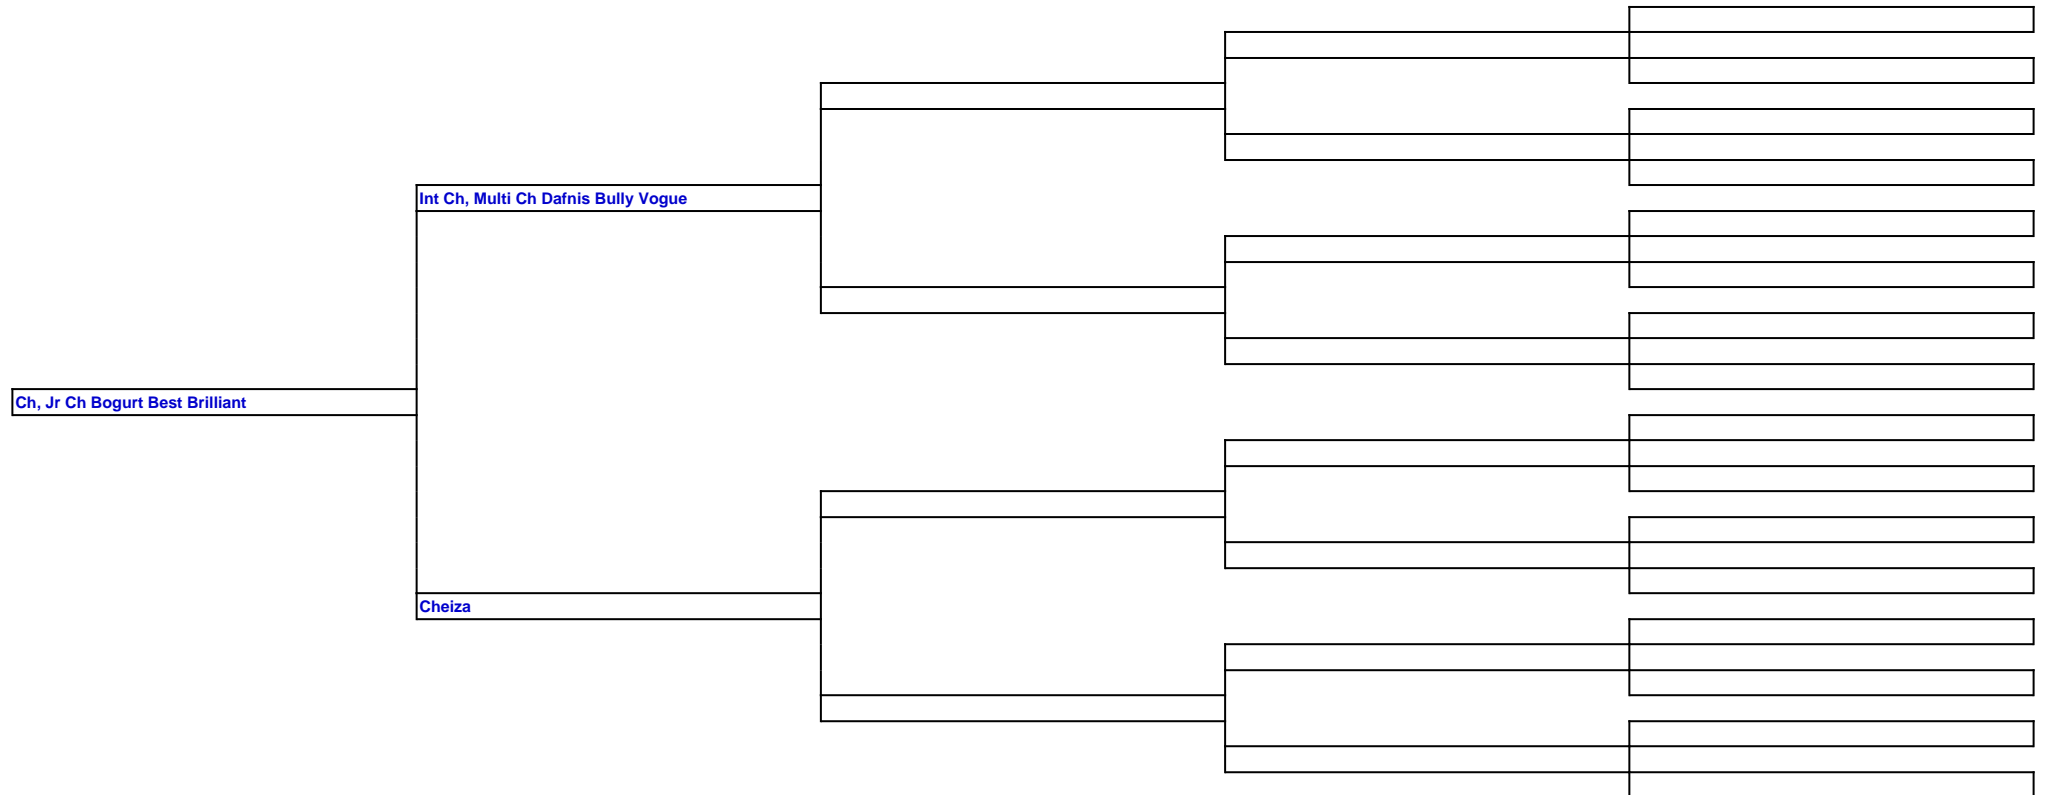 Int Ch, Multi Ch Dafnis Bully Vogue
Ch, Jr Ch Bogurt Best Brilliant
Cheiza